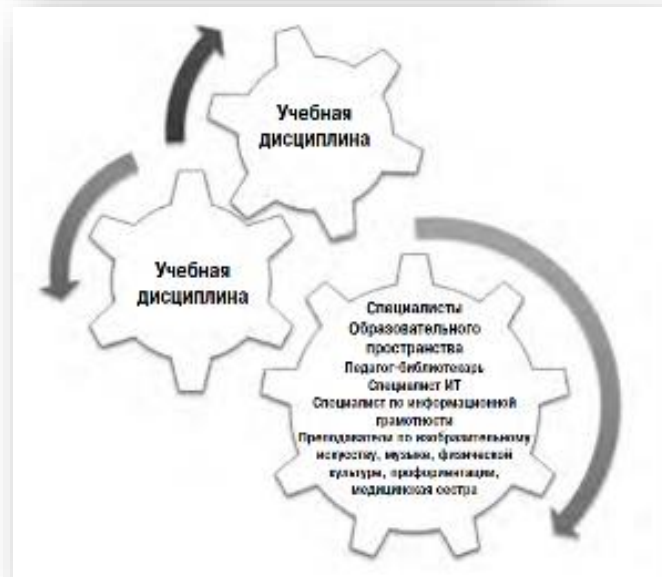 Учебная
дисциплина
Учебная
дисциплина
Специалисты
Образовательного
пространства
Педагог-библиотекарь
Специалист ИТ
Специалист по информационной
грамотности
Преподаватели по изобразительному
искусству, музыке, физической
культуре, профориентации,
медицинская сестра